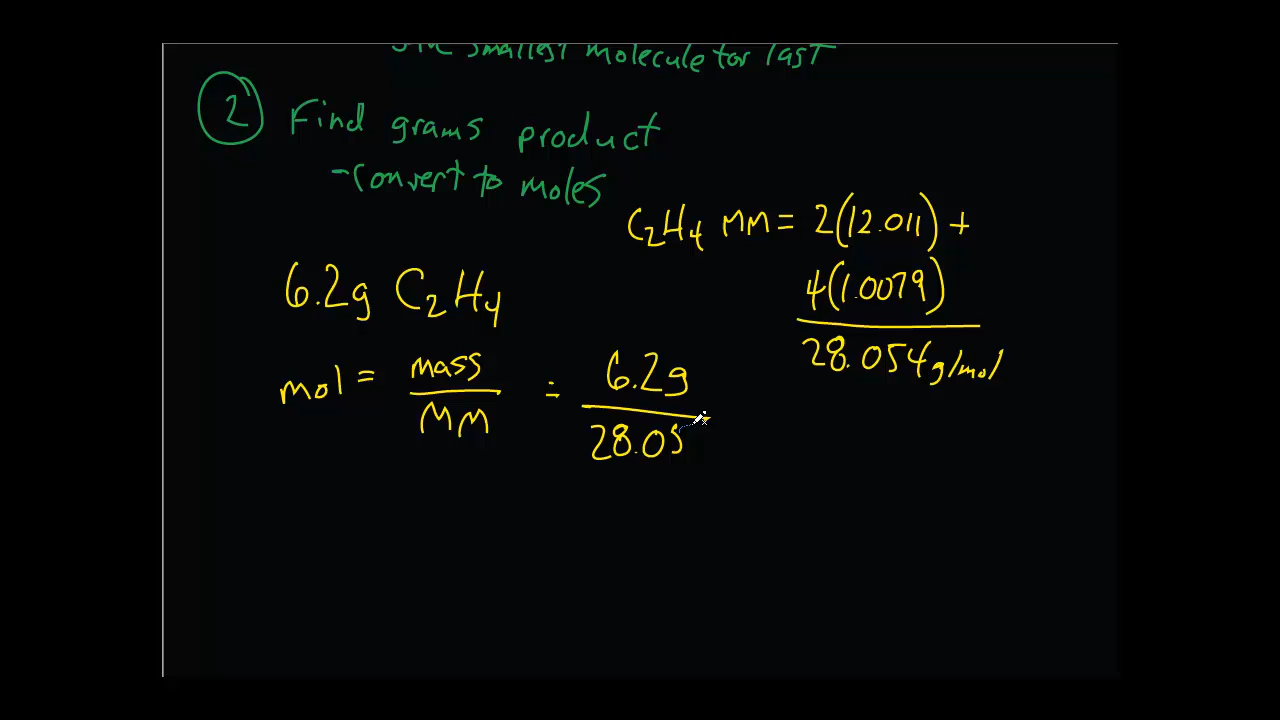 smallest molecule for last
2 Find grams product
-convert to moles
C₂H₄ MM = 2(12.011) +
4(1.0079)
28.054 g/mol
6.2g C₂H₄
mol = mass / MM = 6.2g / 28.05